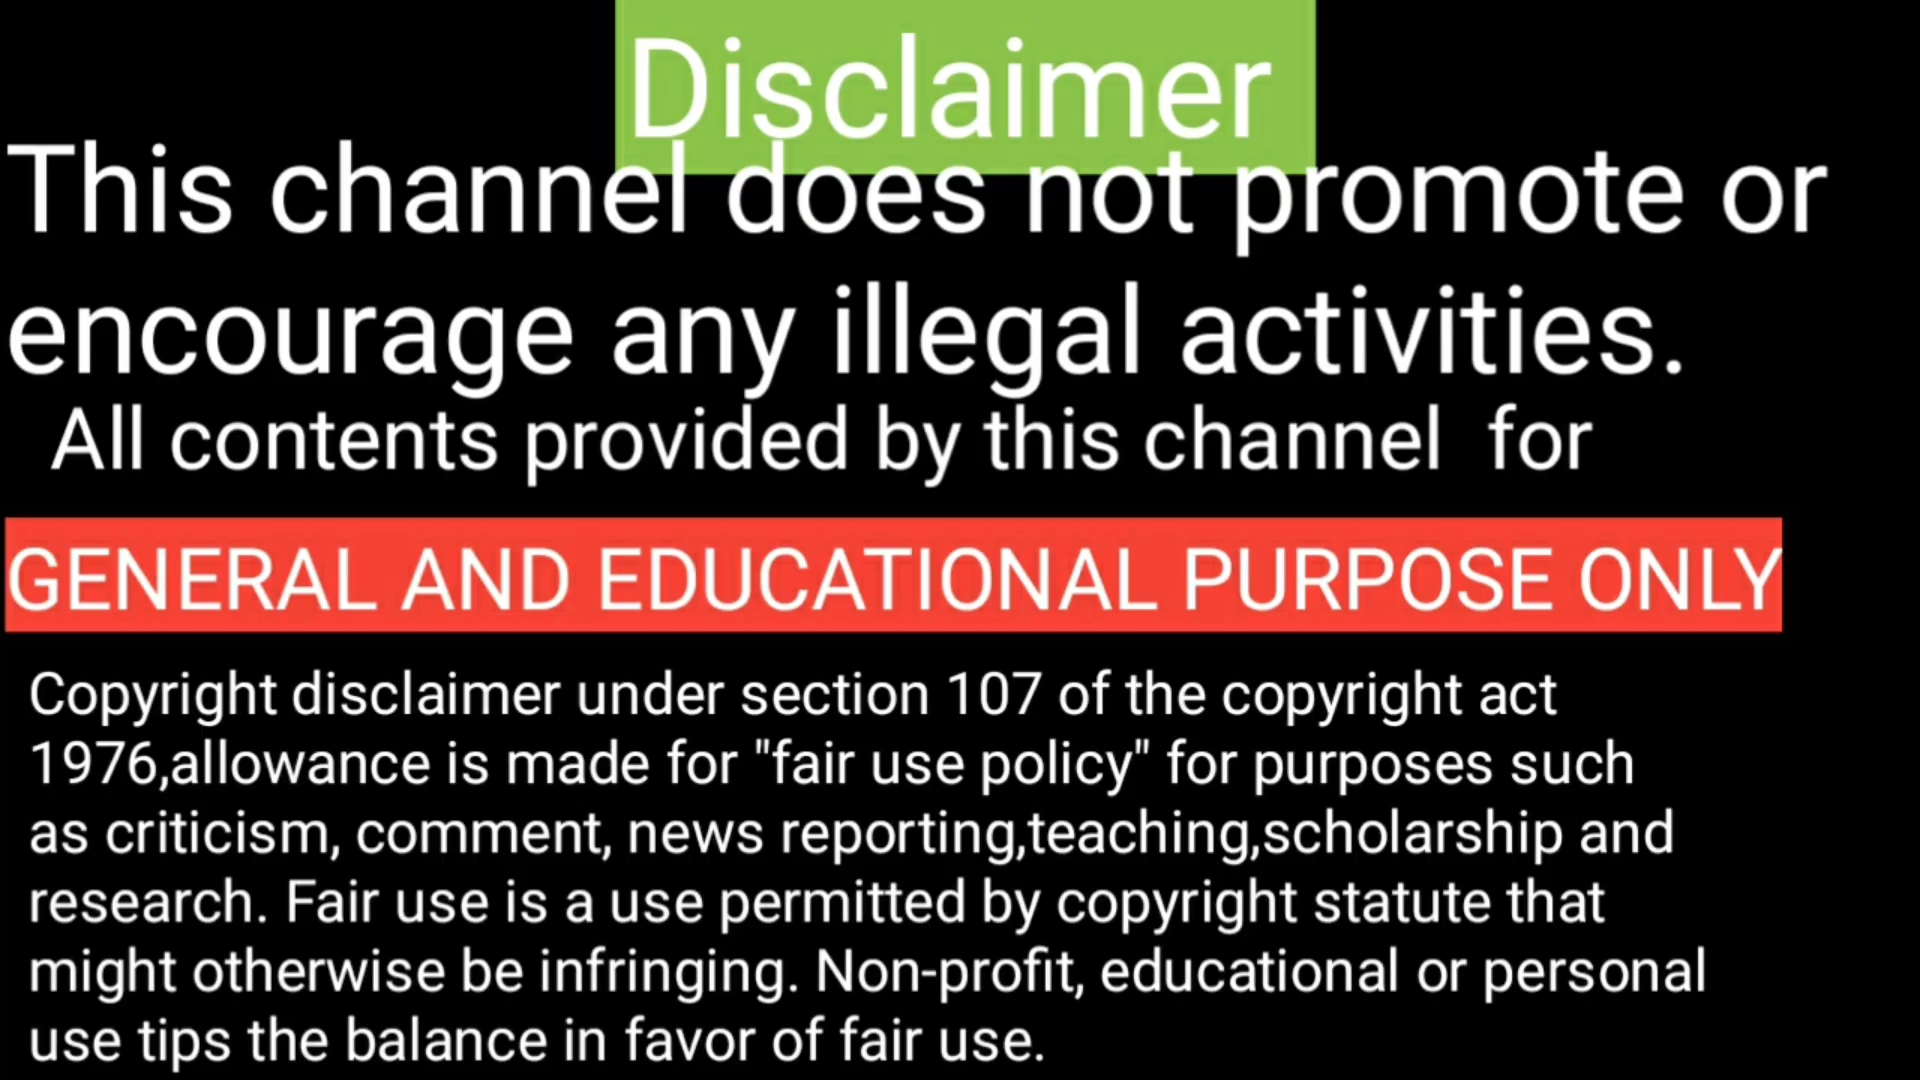 Disclaimer
This channel does not promote or
encourage any illegal activities.
All contents provided by this channel  for
GENERAL AND EDUCATIONAL PURPOSE ONLY
Copyright disclaimer under section 107 of the copyright act
1976,allowance is made for "fair use policy" for purposes such
as criticism, comment, news reporting,teaching,scholarship and
research. Fair use is a use permitted by copyright statute that
might otherwise be infringing. Non-profit, educational or personal
use tips the balance in favor of fair use.